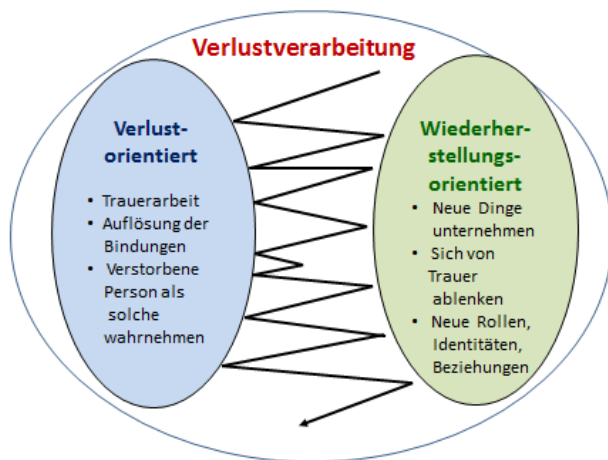 Verlustverarbeitung
Verlust-
orientiert
• Trauerarbeit
• Auflösung der
Bindungen
• Verstorbene
Person als
solche
wahrnehmen
Wiederher-
stellungs-
orientiert
• Neue Dinge
unternehmen
• Sich von
Trauer
ablenken
• Neue Rollen,
Identitäten,
Beziehungen